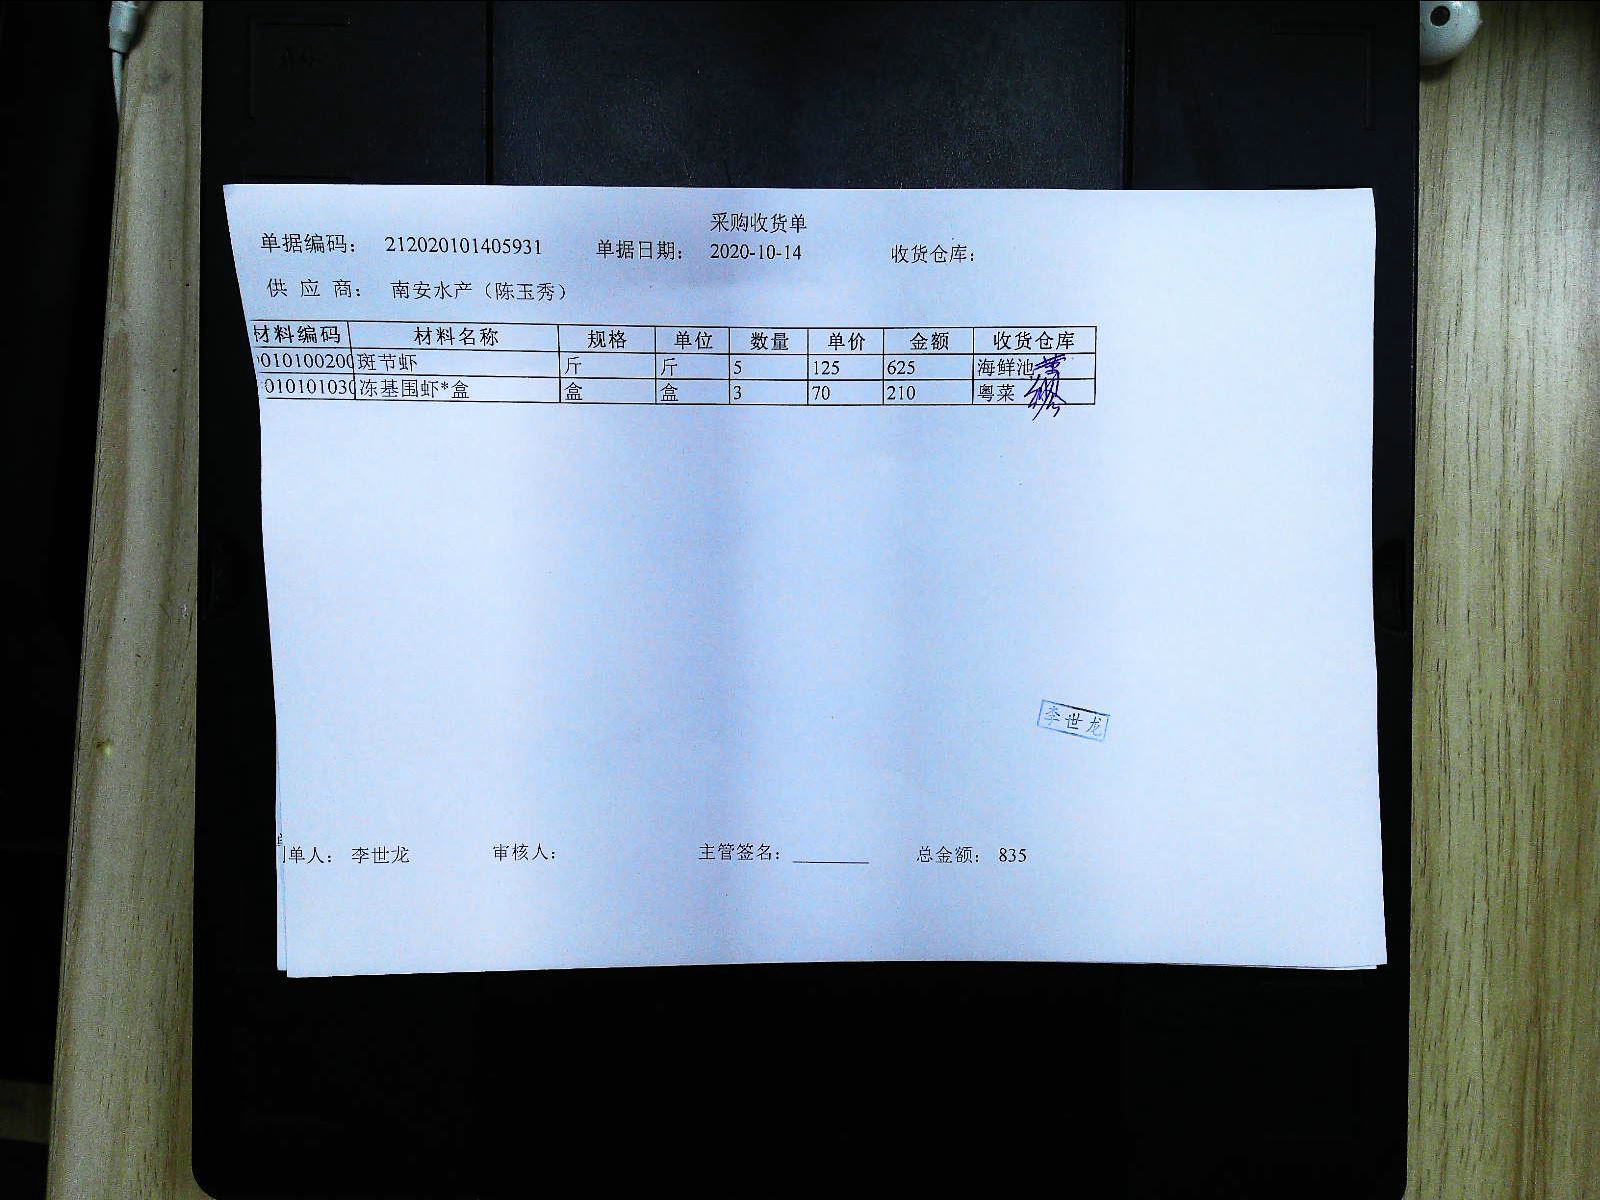 采购收货单
单据编码： 212020101405931 单据日期： 2020-10-14 收货仓库：
供 应 商： 南安水产（陈玉秀）
材料编码 材料名称 规格 单位 数量 单价 金额 收货仓库
010100200 斑节虾 斤 斤 5 125 625 海鲜池
010101030 冻基围虾*盒 盒 盒 3 70 210 粤菜
李世龙
单人： 李世龙 审核人： 主管签名： 总金额： 835